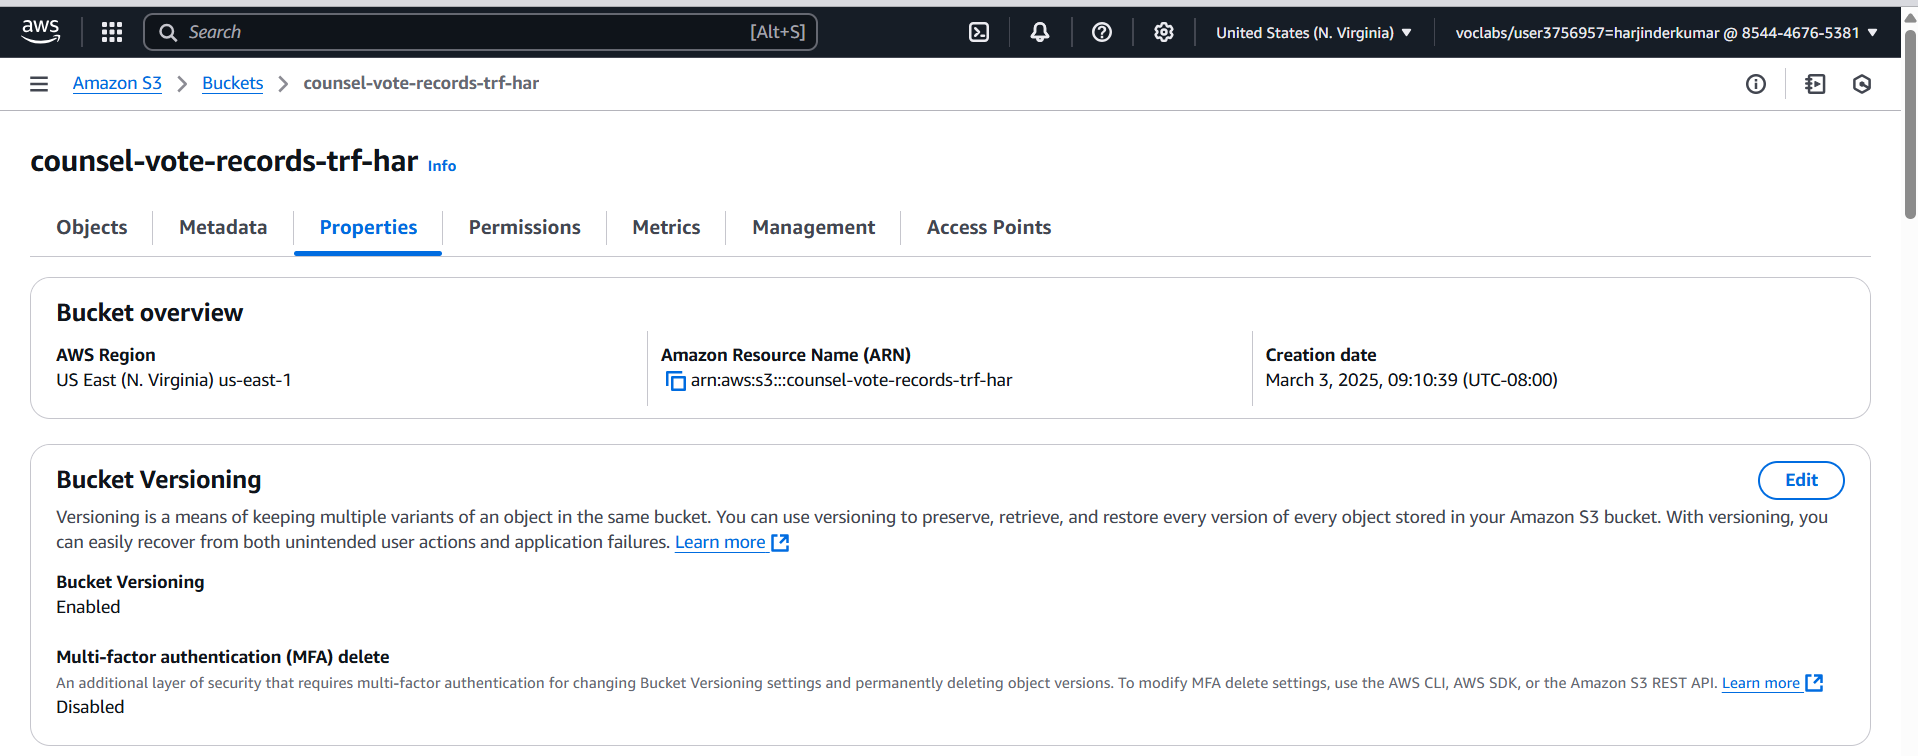 aws
Search [Alt+S] United States (N. Virginia) voclabs/user3756957=harjinderkumar @ 8544-4676-5381
Amazon S3 Buckets counsel-vote-records-trf-har
counsel-vote-records-trf-har Info
Objects Metadata Properties Permissions Metrics Management Access Points
Bucket overview
AWS Region
US East (N. Virginia) us-east-1
Amazon Resource Name (ARN)
arn:aws:s3:::counsel-vote-records-trf-har
Creation date
March 3, 2025, 09:10:39 (UTC-08:00)
Bucket Versioning
Edit
Versioning is a means of keeping multiple variants of an object in the same bucket. You can use versioning to preserve, retrieve, and restore every version of every object stored in your Amazon S3 bucket. With versioning, you
can easily recover from both unintended user actions and application failures. Learn more
Bucket Versioning
Enabled
Multi-factor authentication (MFA) delete
An additional layer of security that requires multi-factor authentication for changing Bucket Versioning settings and permanently deleting object versions. To modify MFA delete settings, use the AWS CLI, AWS SDK, or the Amazon S3 REST API. Learn more
Disabled